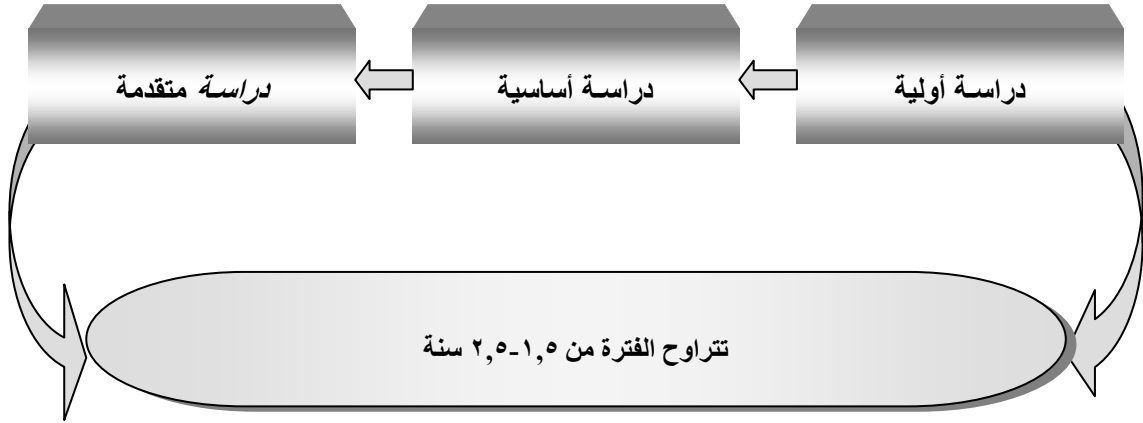 دراسة أولية
دراسة أساسية
دراسة متقدمة
تتراوح الفترة من ١,٥-٢,٥ سنة